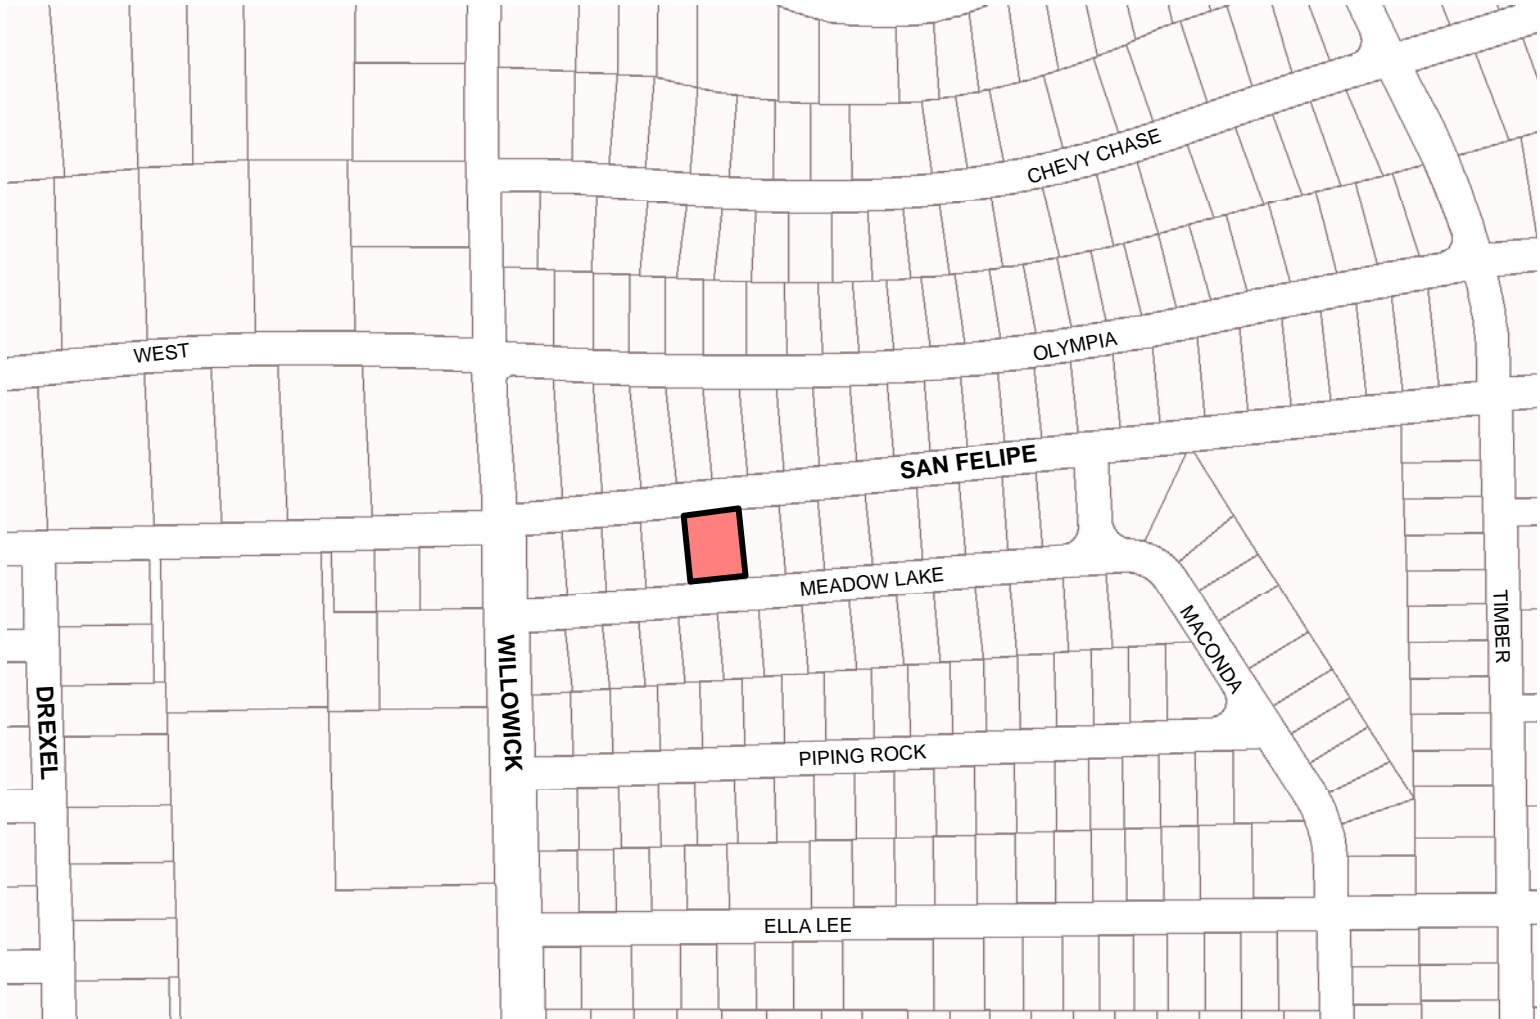 CHEVY CHASE
WEST
OLYMPIA
SAN FELIPE
MEADOW LAKE
MACONDA
TIMBER
WILLOWICK
DREXEL
PIPING ROCK
ELLA LEE